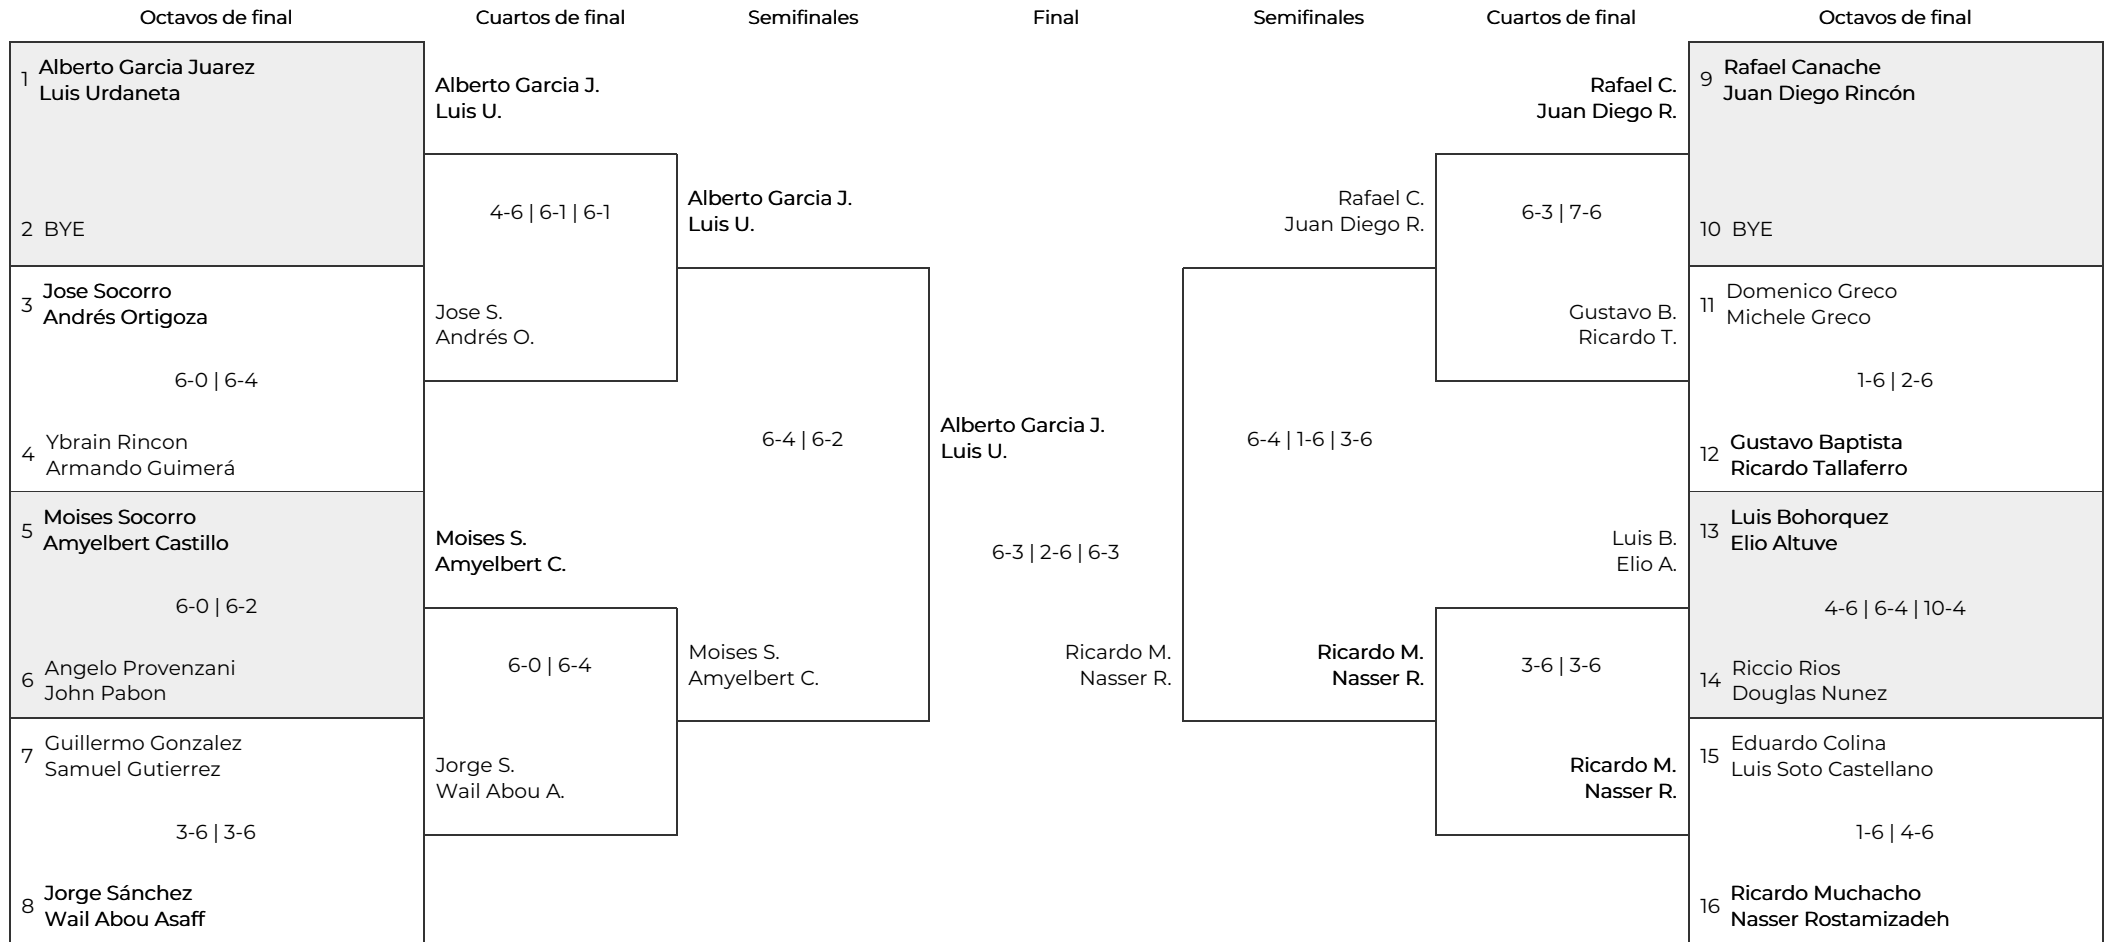 Octavos de final
Cuartos de final
Semifinales
Final
Semifinales
Cuartos de final
Octavos de final
1 Alberto Garcia Juarez
Luis Urdaneta
2 BYE
3 Jose Socorro
Andrés Ortigoza
6-0 | 6-4
4 Ybrain Rincon
Armando Guimerá
5 Moises Socorro
Amyelbert Castillo
6-0 | 6-2
6 Angelo Provenzani
John Pabon
7 Guillermo Gonzalez
Samuel Gutierrez
3-6 | 3-6
8 Jorge Sánchez
Wail Abou Asaff
Alberto Garcia J.
Luis U.
4-6 | 6-1 | 6-1
Jose S.
Andrés O.
Moises S.
Amyelbert C.
6-0 | 6-4
Jorge S.
Wail Abou A.
Alberto Garcia J.
Luis U.
6-4 | 6-2
Moises S.
Amyelbert C.
Alberto Garcia J.
Luis U.
6-3 | 2-6 | 6-3
Ricardo M.
Nasser R.
Rafael C.
Juan Diego R.
6-4 | 1-6 | 3-6
Ricardo M.
Nasser R.
Rafael C.
Juan Diego R.
6-3 | 7-6
Gustavo B.
Ricardo T.
Luis B.
Elio A.
3-6 | 3-6
Ricardo M.
Nasser R.
9 Rafael Canache
Juan Diego Rincón
10 BYE
11 Domenico Greco
Michele Greco
1-6 | 2-6
12 Gustavo Baptista
Ricardo Tallaferro
13 Luis Bohorquez
Elio Altuve
4-6 | 6-4 | 10-4
14 Riccio Rios
Douglas Nunez
15 Eduardo Colina
Luis Soto Castellano
1-6 | 4-6
16 Ricardo Muchacho
Nasser Rostamizadeh